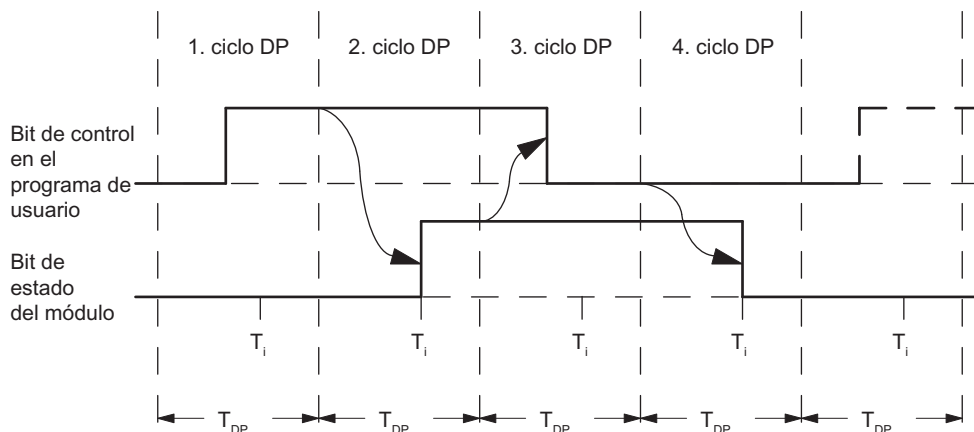 1. ciclo DP
2. ciclo DP
3. ciclo DP
4. ciclo DP
Bit de control
en el
programa de
usuario
Bit de
estado
del módulo
Ti
Ti
Ti
Ti
Ti
TDP
TDP
TDP
TDP
TDP